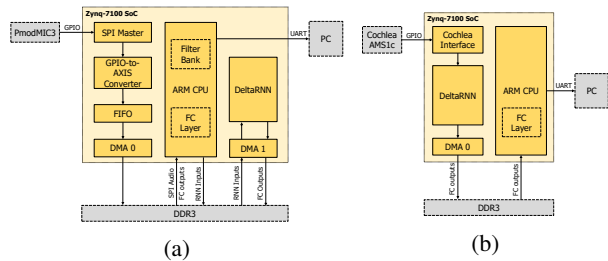 Zynq-7100 SoC
PmodMIC3
GPIO
SPI Master
GPIO-to-
AXIS
Converter
FIFO
DMA 0
Filter
Bank
ARM CPU
FC
Layer
DeltaRNN
DMA 1
UART
PC
SPI Audio
FC outputs
RNN Inputs
RNN Inputs
FC Outputs
DDR3
(a)
Zynq-7100 SoC
Cochlea
AMS1c
GPIO
Cochlea
Interface
DeltaRNN
DMA 0
ARM CPU
FC
Layer
UART
PC
FC outputs
FC outputs
DDR3
(b)